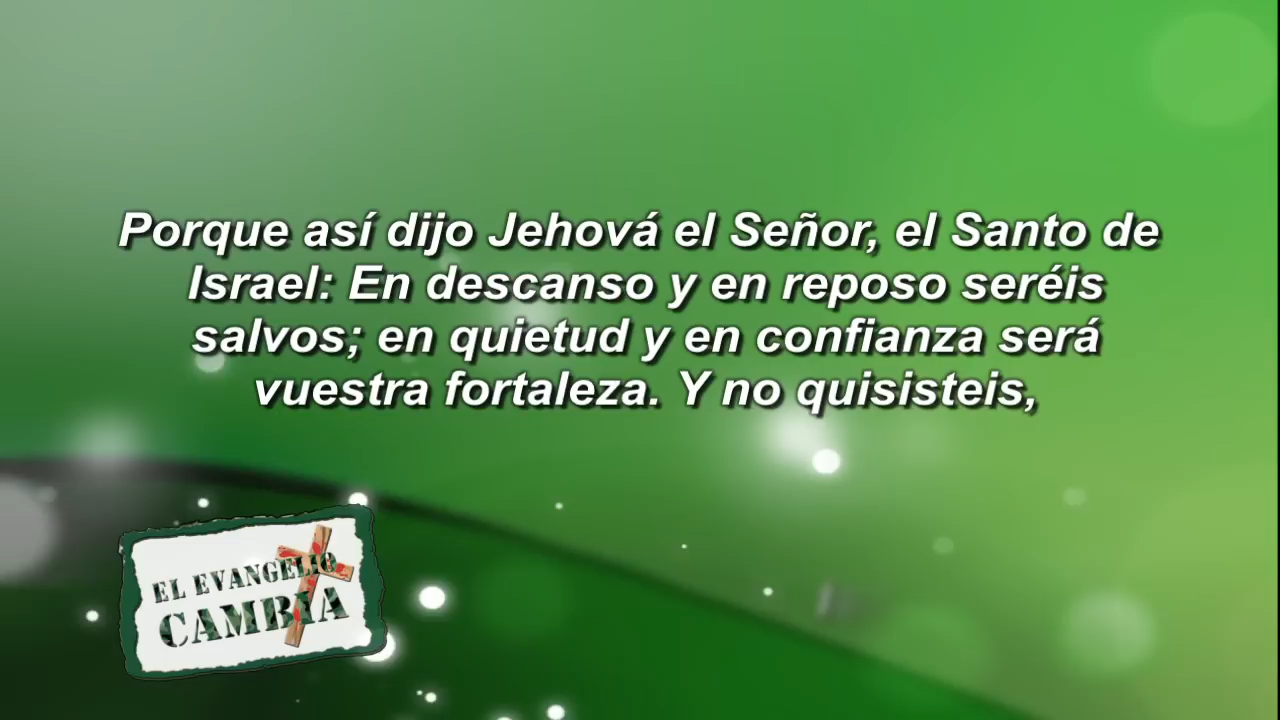 Porque así dijo Jehová el Señor, el Santo de
Israel: En descanso y en reposo seréis
salvos; en quietud y en confianza será
vuestra fortaleza. Y no quisisteis,
EL EVANGELIO
CAMBIA